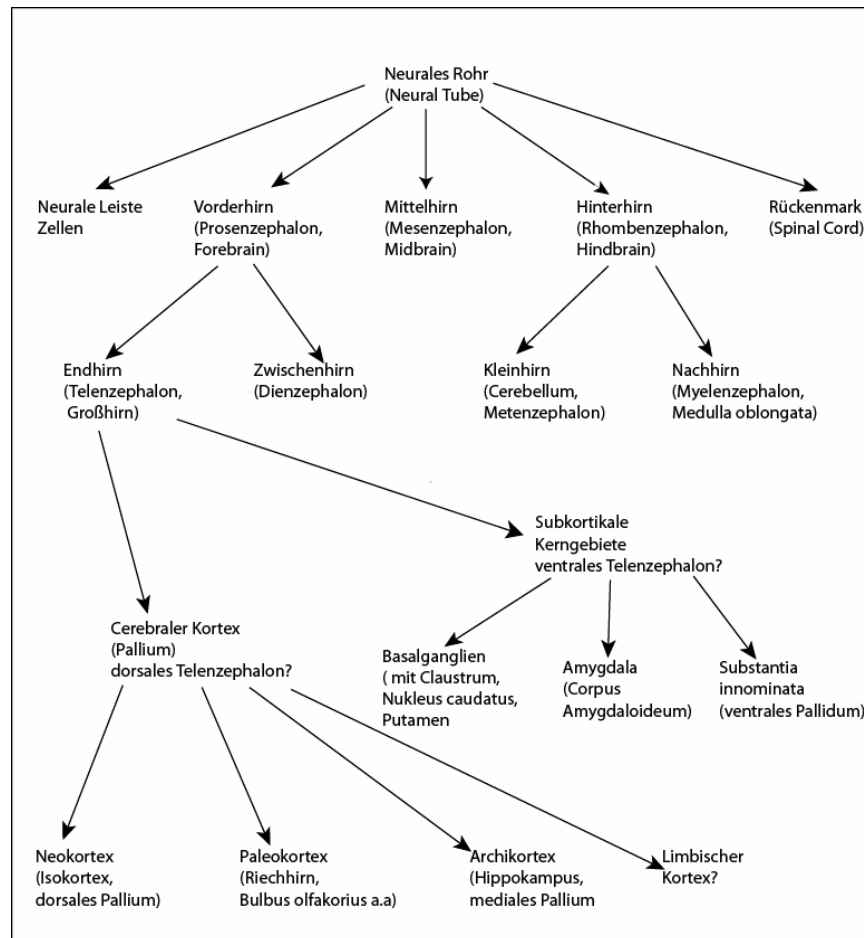 Neurales Rohr
(Neural Tube)
Neurale Leiste
Zellen
Vorderhirn
(Prosenzephalon,
Forebrain)
Mittelhirn
(Mesenzephalon,
Midbrain)
Hinterhirn
(Rhombenzephalon,
Hindbrain)
Rückenmark
(Spinal Cord)
Endhirn
(Telenzephalon,
Großhirn)
Zwischenhirn
(Dienzephalon)
Kleinhirn
(Cerebellum,
Metenzephalon)
Nachhirn
(Myelenzephalon,
Medulla oblongata)
Subkortikale
Kerngebiete
ventrales Telenzephalon?
Cerebraler Kortex
(Pallium)
dorsales Telenzephalon?
Basalganglien
( mit Claustrum,
Nukleus caudatus,
Putamen
Amygdala
(Corpus
Amygdaloideum)
Substantia
innominata
(ventrales Pallidum)
Neokortex
(Isokortex,
dorsales Pallium)
Paleokortex
(Riechhirn,
Bulbus olfakorius a.a)
Archikortex
(Hippokampus,
mediales Pallium
Limbischer
Kortex?